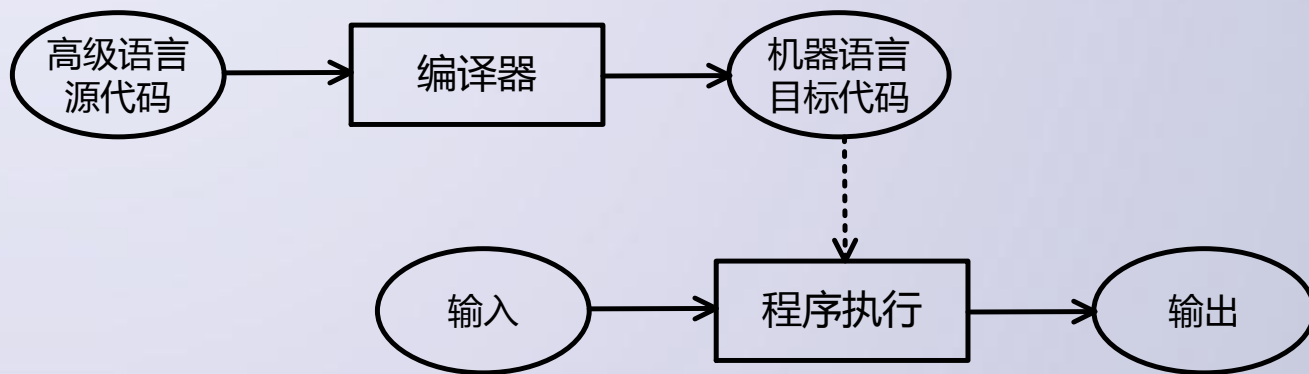 高级语言
源代码
编译器
机器语言
目标代码
输入
程序执行
输出